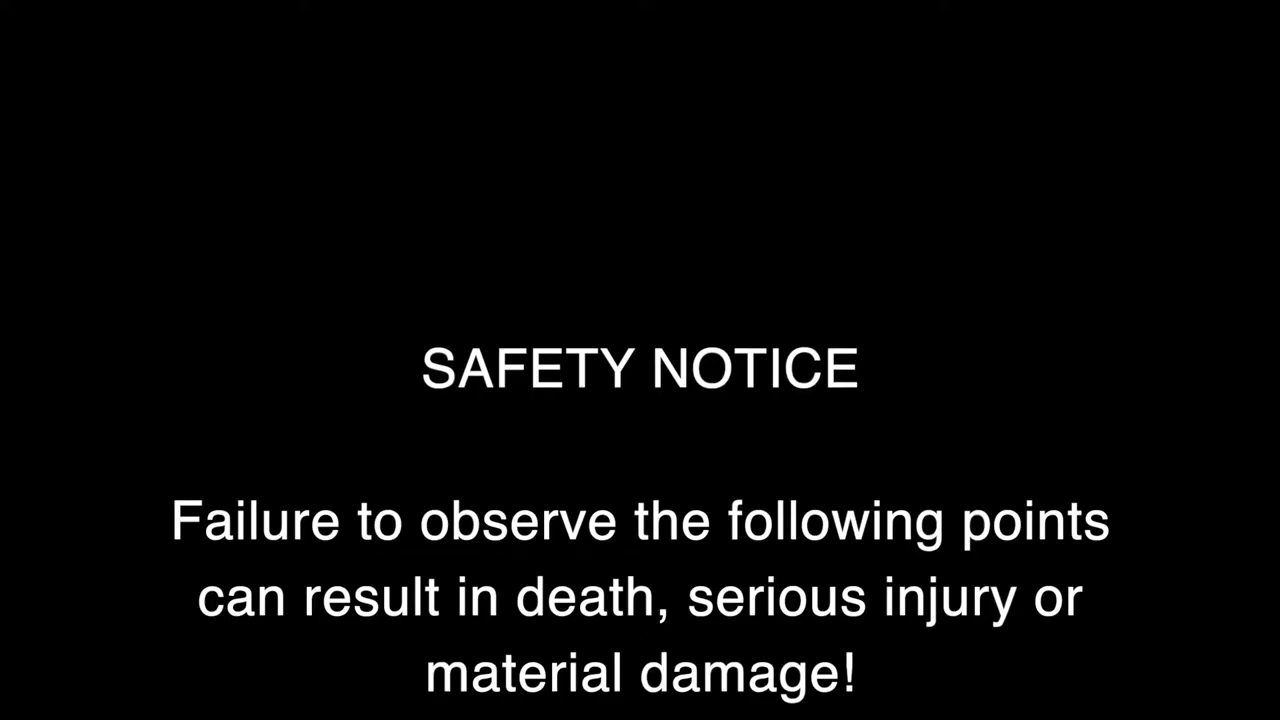 SAFETY NOTICE
Failure to observe the following points
can result in death, serious injury or
material damage!